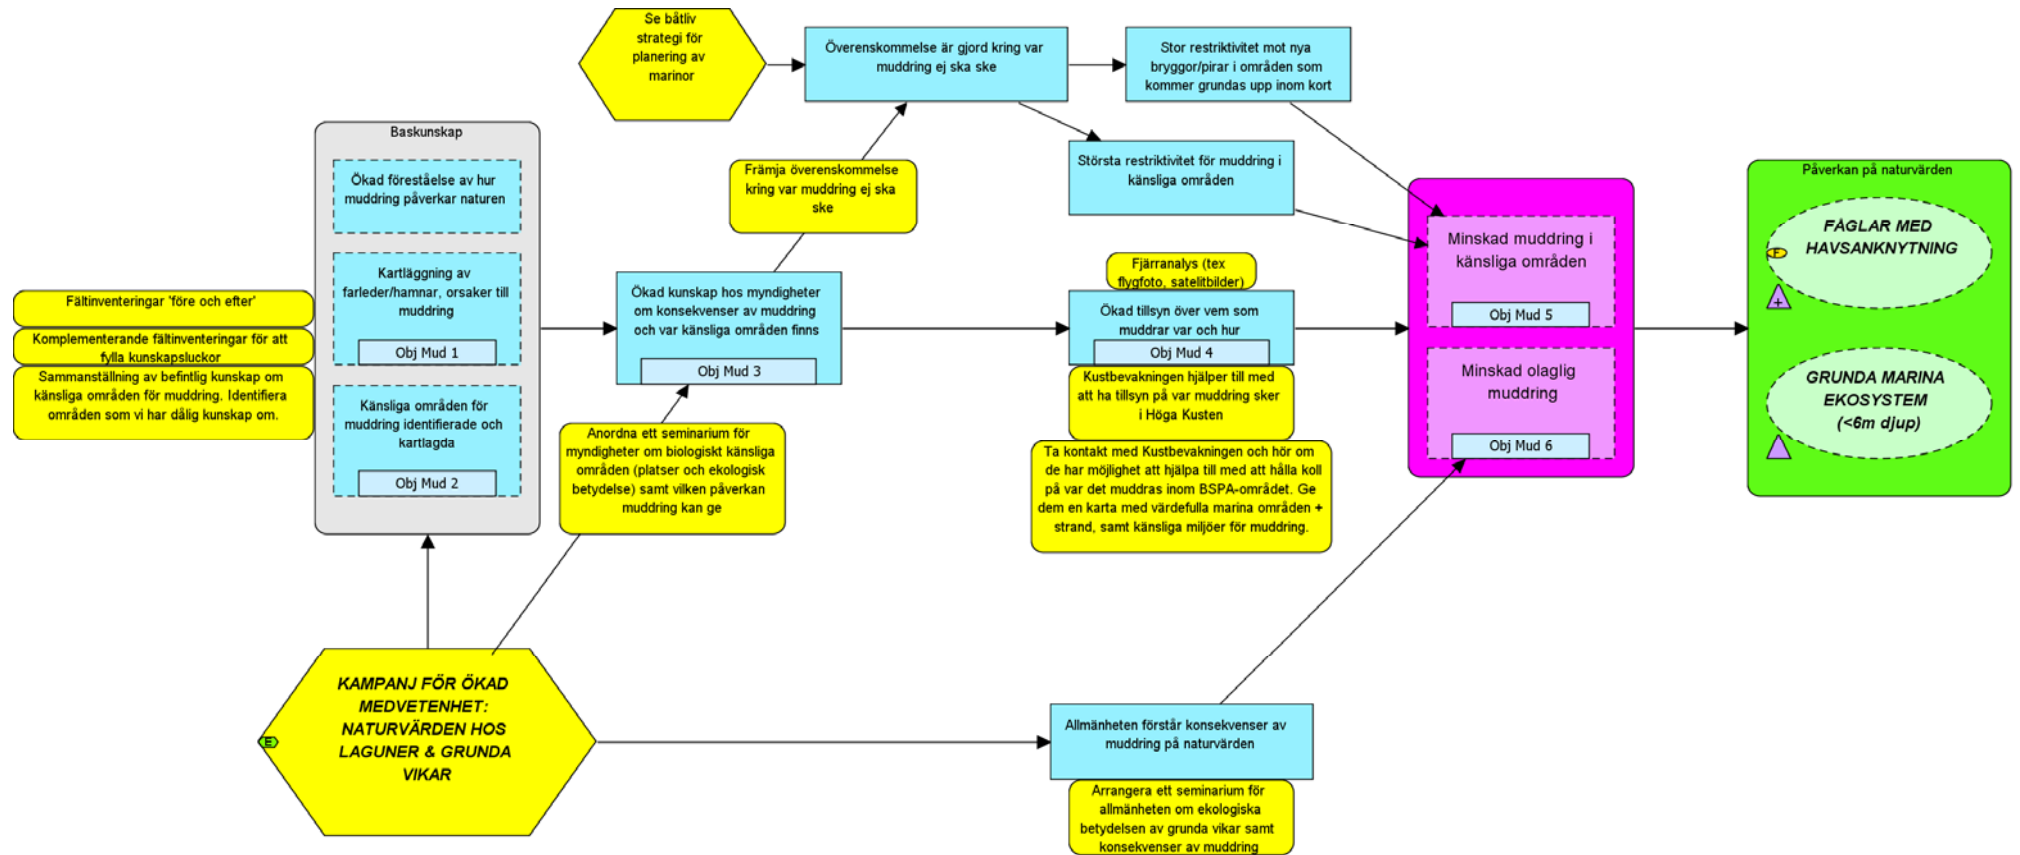 Se båtliv
strategi för
planering av
marinor
Överenskommelse är gjord kring var
muddring ej ska ske
Stor restriktivitet mot nya
bryggor/pirar i områden som
kommer grundas upp inom kort
Största restriktivitet för muddring i
känsliga områden
Främja överenskommelse
kring var muddring ej ska
ske
Baskunskap
Ökad föreståelse av hur
muddring påverkar naturen
Kartläggning av
farleder/hamnar, orsaker till
muddring
Obj Mud 1
Känsliga områden för
muddring identifierade och
kartlagda
Obj Mud 2
Fältinventeringar 'före och efter'
Komplementerande fältinventeringar för att
fylla kunskapsluckor
Sammanställning av befintlig kunskap om
känsliga områden för muddring. Identifiera
områden som vi har dålig kunskap om.
Ökad kunskap hos myndigheter
om konsekvenser av muddring
och var känsliga områden finns
Obj Mud 3
Anordna ett seminarium för
myndigheter om biologiskt känsliga
områden (platser och ekologisk
betydelse) samt vilken påverkan
muddring kan ge
Fjärranalys (tex
flygfoto, satelitbilder)
Ökad tillsyn över vem som
muddrar var och hur
Obj Mud 4
Kustbevakningen hjälper till med
att ha tillsyn på var muddring sker
i Höga Kusten
Ta kontakt med Kustbevakningen och hör om
de har möjlighet att hjälpa till med att hålla koll
på var det muddras inom BSPA-området. Ge
dem en karta med värdefulla marina områden +
strand, samt känsliga miljöer för muddring.
Minskad muddring i
känsliga områden
Obj Mud 5
Minskad olaglig
muddring
Obj Mud 6
Påverkan på naturvärden
FÅGLAR MED
HAVSANKNYTNING
F
+
GRUNDA MARINA
EKOSYSTEM
(<6m djup)
KAMPANJ FÖR ÖKAD
MEDVETENHET:
NATURVÄRDEN HOS
LAGUNER & GRUNDA
VIKAR
E
Allmänheten förstår konsekvenser av
muddring på naturvärden
Arrangera ett seminarium för
allmänheten om ekologiska
betydelsen av grunda vikar samt
konsekvenser av muddring